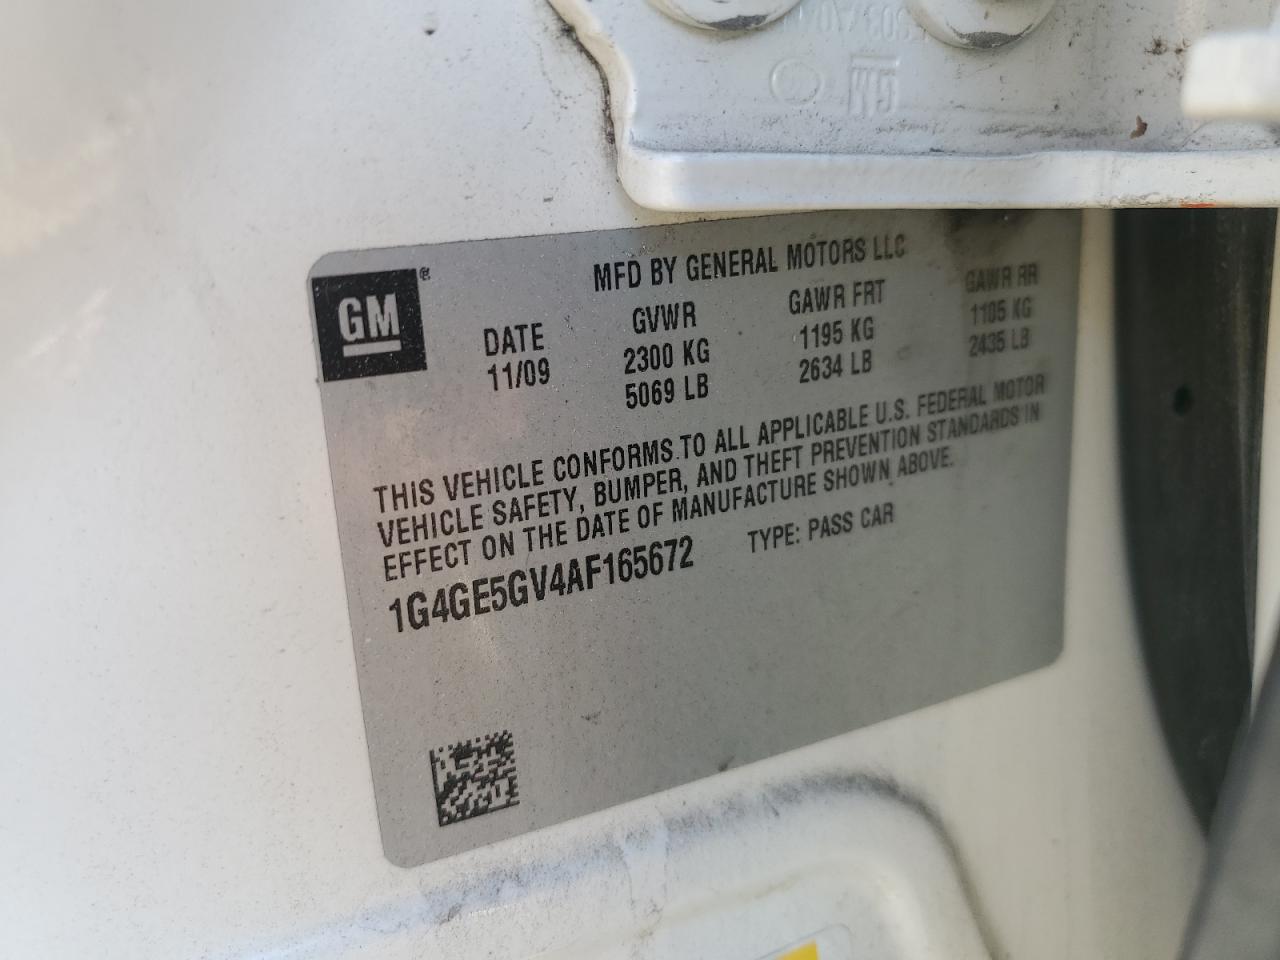 GM
GM®
MFD BY GENERAL MOTORS LLC
DATE GVWR GAWR FRT GAWR RR
11/09 2300 KG 1195 KG 1105 KG
5069 LB 2634 LB 2435 LB
THIS VEHICLE CONFORMS TO ALL APPLICABLE U.S. FEDERAL MOTOR
VEHICLE SAFETY, BUMPER, AND THEFT PREVENTION STANDARDS IN
EFFECT ON THE DATE OF MANUFACTURE SHOWN ABOVE.
1G4GE5GV4AF165672 TYPE: PASS CAR